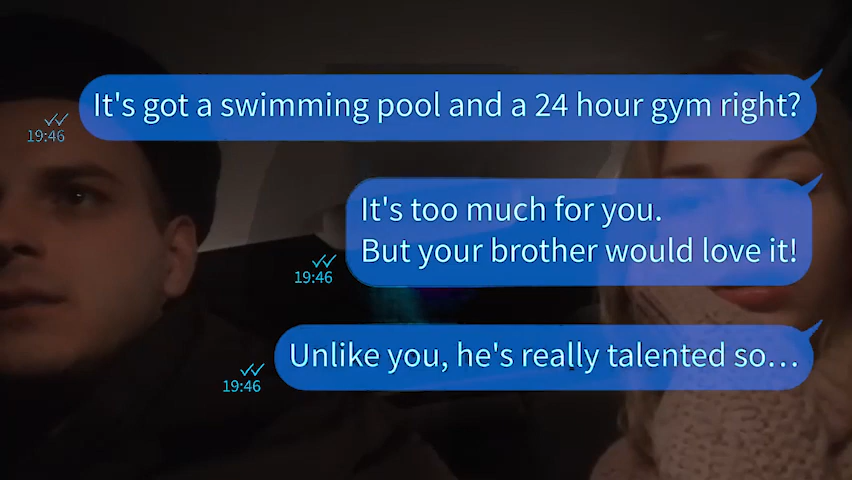 It's got a swimming pool and a 24 hour gym right?
19:46
It's too much for you.
But your brother would love it!
19:46
Unlike you, he's really talented so...
19:46